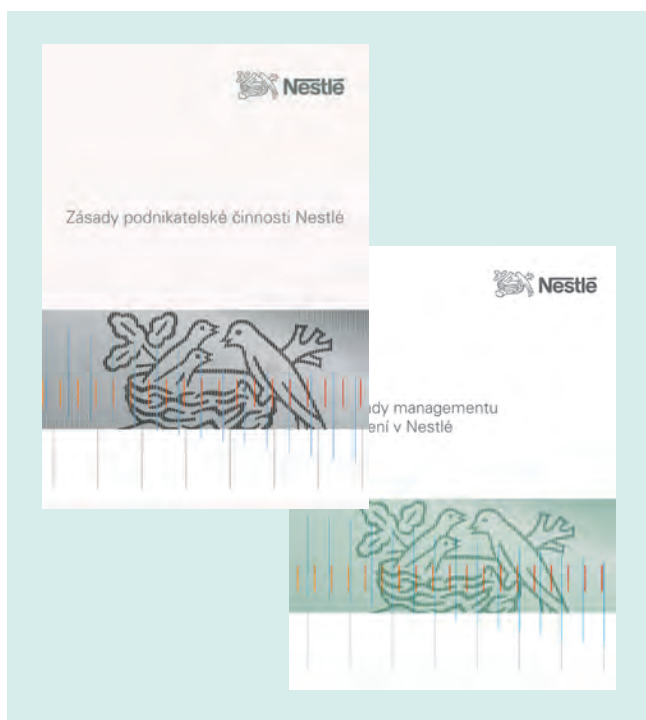 Nestlé
Zásady podnikatelské činnosti Nestlé
Nestlé
ady managementu
ení v Nestlé